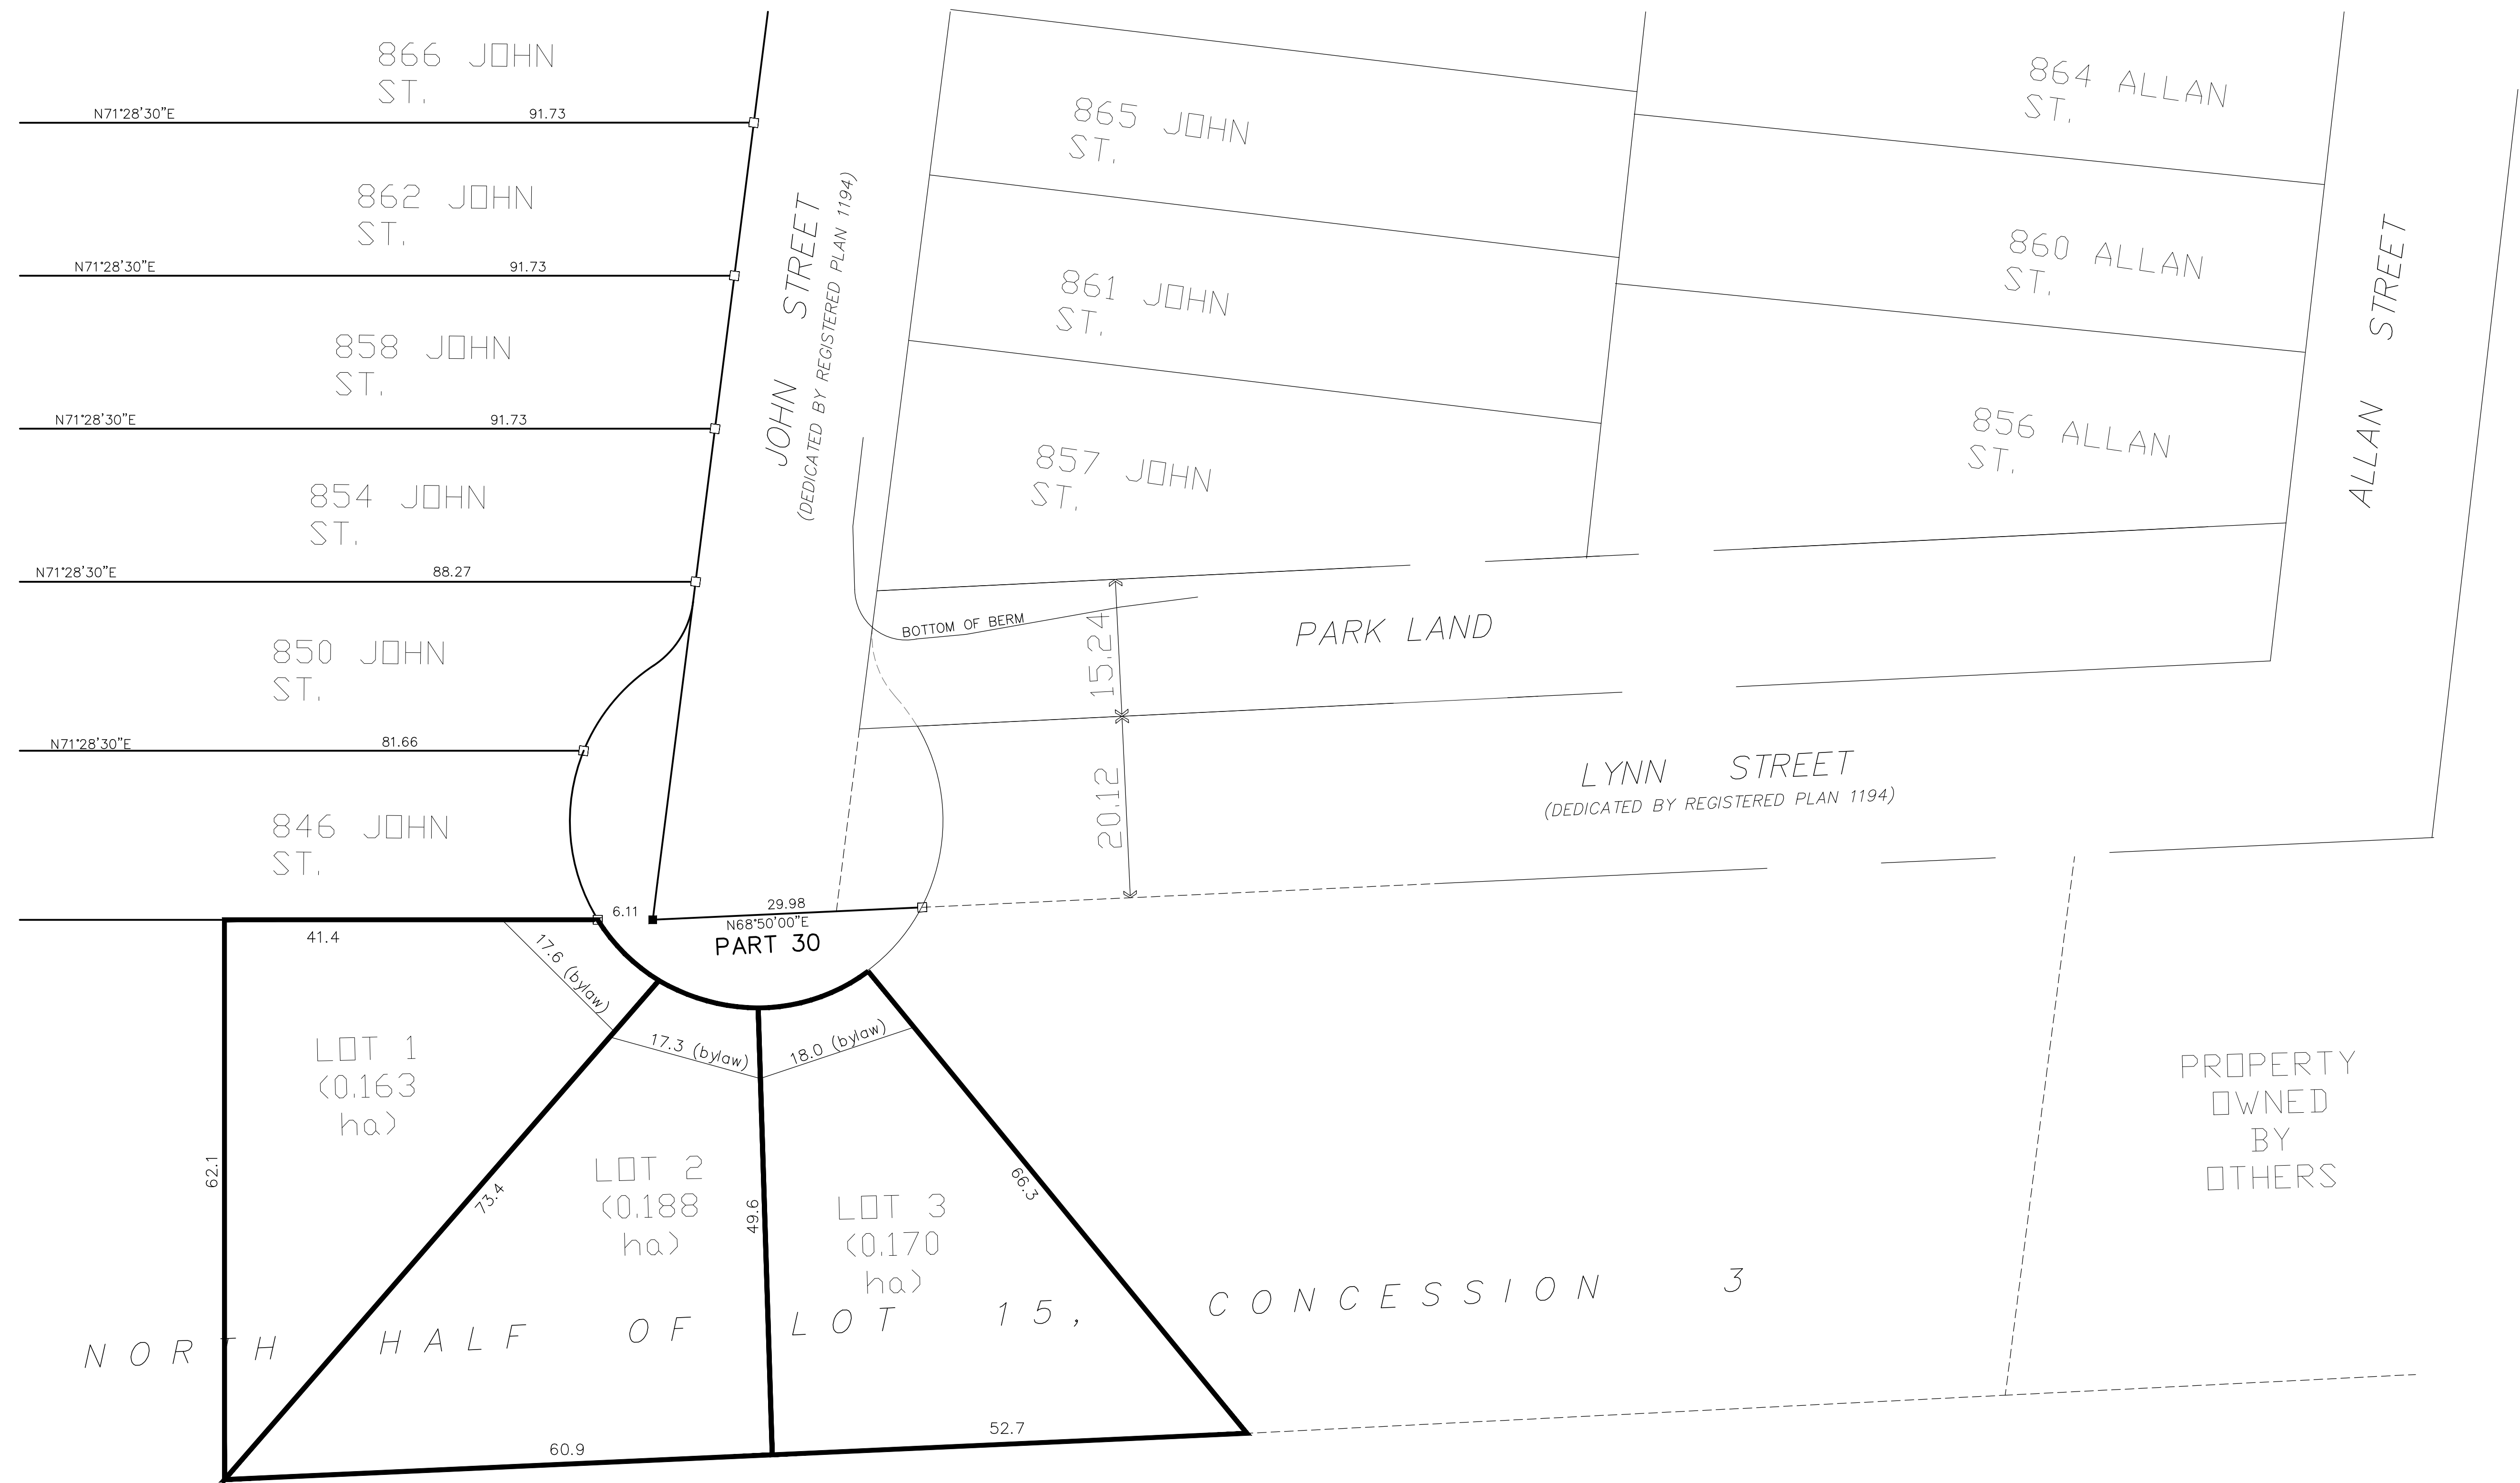 866 JOHN
ST.
N71°28'30"E 91.73
862 JOHN
ST.
N71°28'30"E 91.73
858 JOHN
ST.
N71°28'30"E 91.73
854 JOHN
ST.
N71°28'30"E 88.27
850 JOHN
ST.
N71°28'30"E 81.66
846 JOHN
ST.
JOHN STREET
(DEDICATED BY REGISTERED PLAN 1194)
865 JOHN
ST.
861 JOHN
ST.
857 JOHN
ST.
864 ALLAN
ST.
860 ALLAN
ST.
856 ALLAN
ST.
ALLAN STREET
BOTTOM OF BERM
15.24
PARK LAND
20.12
LYNN STREET
(DEDICATED BY REGISTERED PLAN 1194)
6.11
29.98
N68°50'00"E
PART 30
41.4
17.6 (bylaw)
17.3 (bylaw)
18.0 (bylaw)
LOT 1
(0.163
ha)
62.1
73.4
LOT 2
(0.188
ha)
49.6
LOT 3
(0.170
ha)
66.3
PROPERTY
OWNED
BY
OTHERS
NORTH HALF OF LOT 15, CONCESSION 3
60.9
52.7